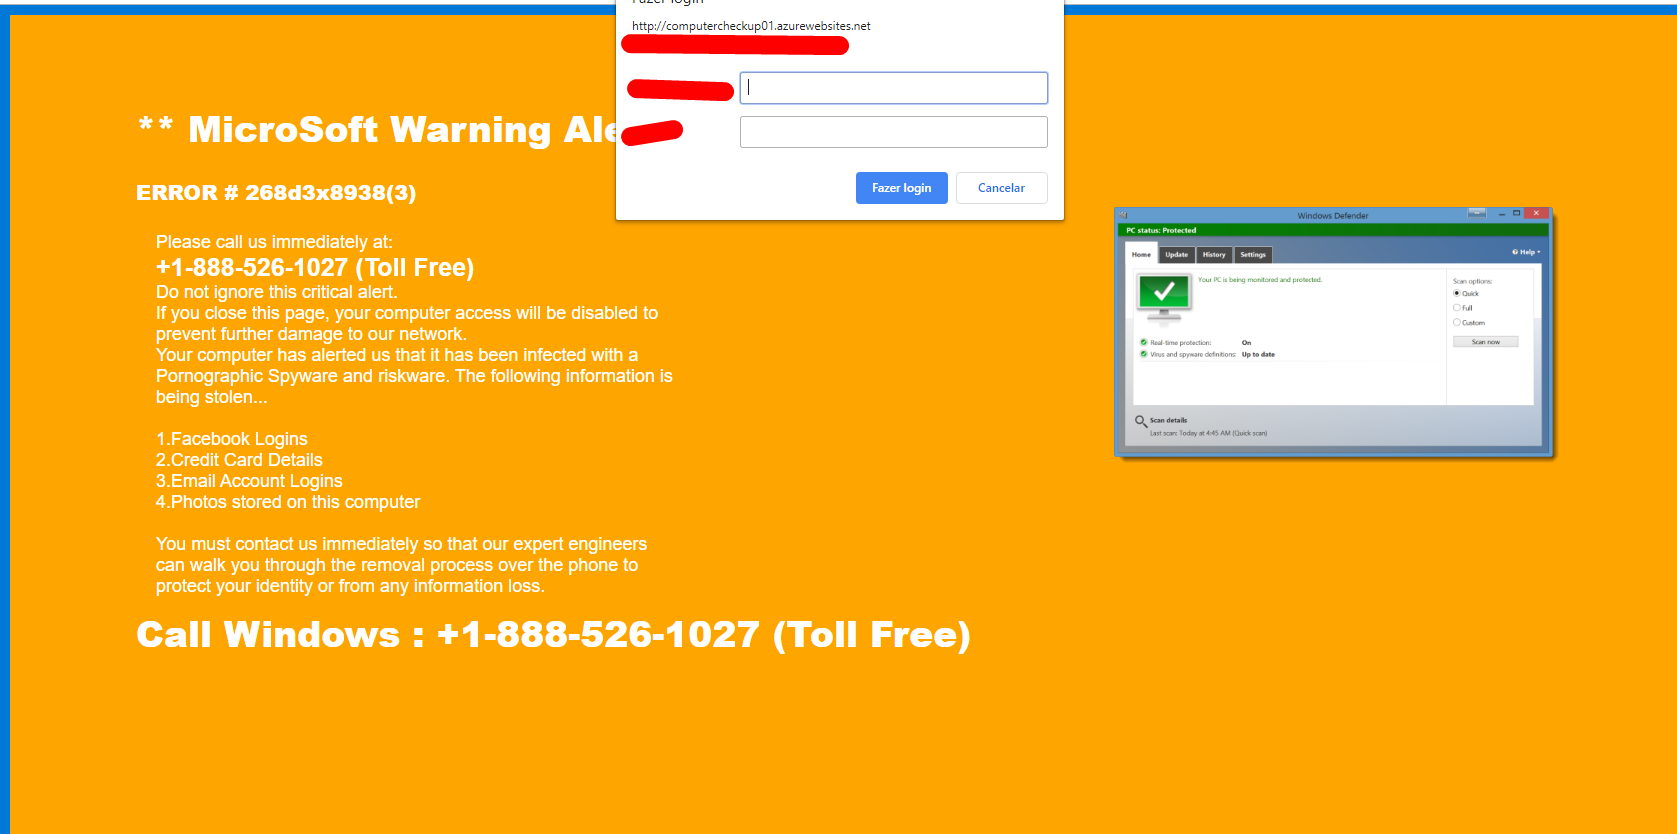 Fazer login
http://computercheckup01.azurewebsites.net
Fazer login
Cancelar
** MicroSoft Warning Ale
ERROR # 268d3x8938(3)
Please call us immediately at:
+1-888-526-1027 (Toll Free)
Do not ignore this critical alert.
If you close this page, your computer access will be disabled to
prevent further damage to our network.
Your computer has alerted us that it has been infected with a
Pornographic Spyware and riskware. The following information is
being stolen...
1.Facebook Logins
2.Credit Card Details
3.Email Account Logins
4.Photos stored on this computer
You must contact us immediately so that our expert engineers
can walk you through the removal process over the phone to
protect your identity or from any information loss.
Call Windows : +1-888-526-1027 (Toll Free)
Windows Defender
PC status: Protected
Home Update History Settings
Help
Your PC is being monitored and protected.
Scan options:
Quick
Full
Custom
Scan now
Real-time protection: On
Virus and spyware definitions: Up to date
Scan details
Last scan: Today at 4:45 AM (Quick scan)